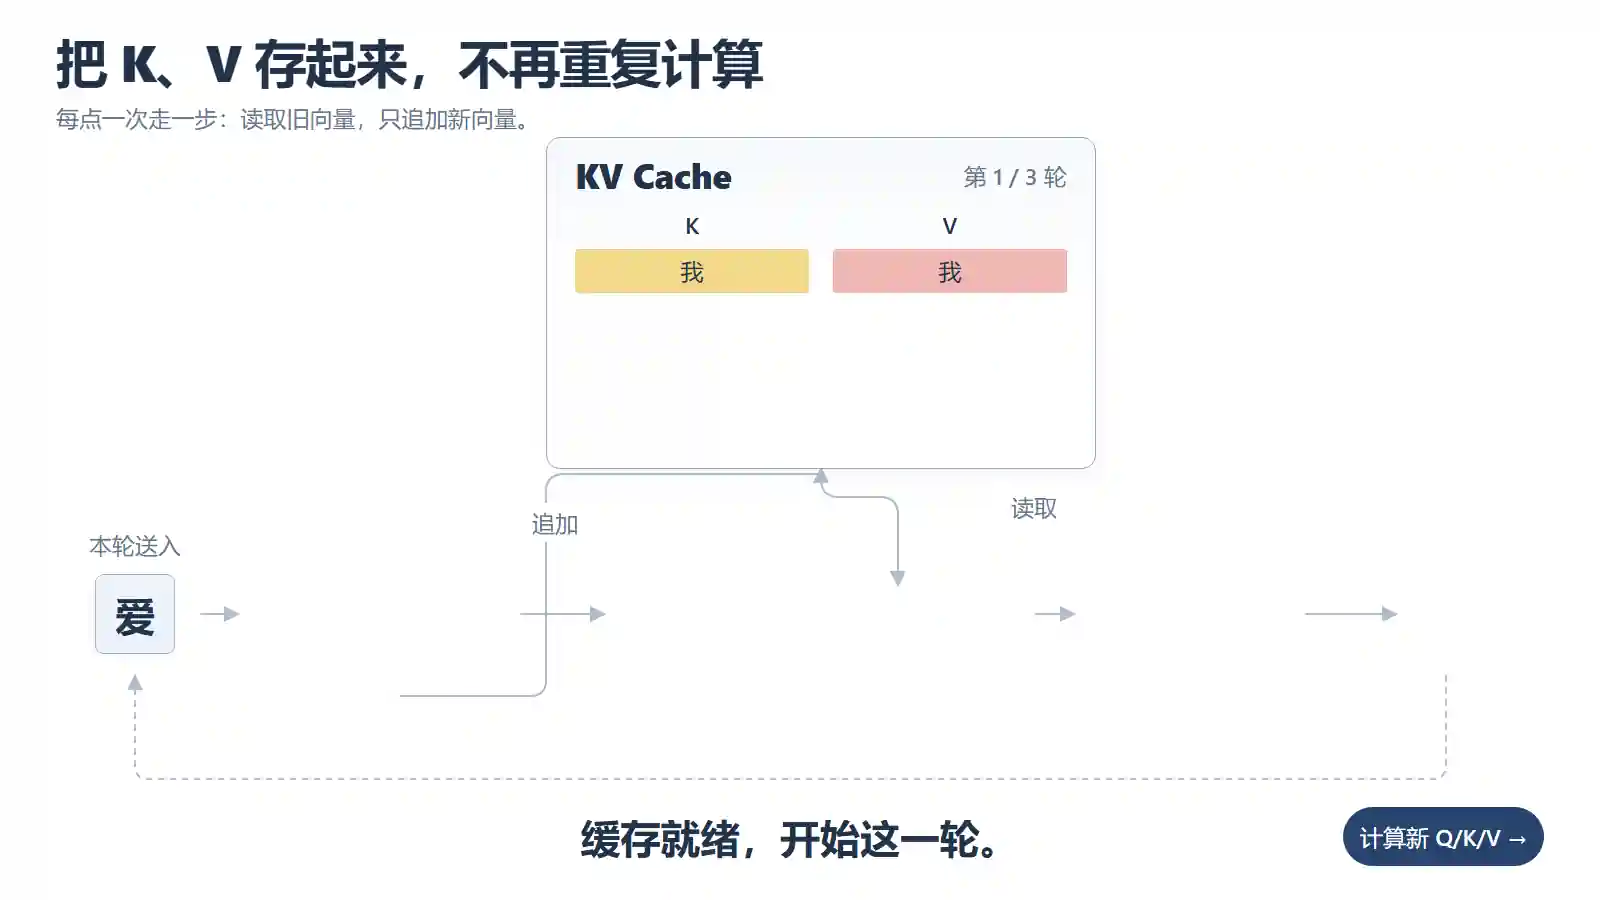 把 K、V 存起来，不再重复计算
每点一次走一步：读取旧向量，只追加新向量。
KV Cache
第 1 / 3 轮
K
V
我
我
追加
读取
本轮送入
爱
缓存就绪，开始这一轮。
计算新 Q/K/V →